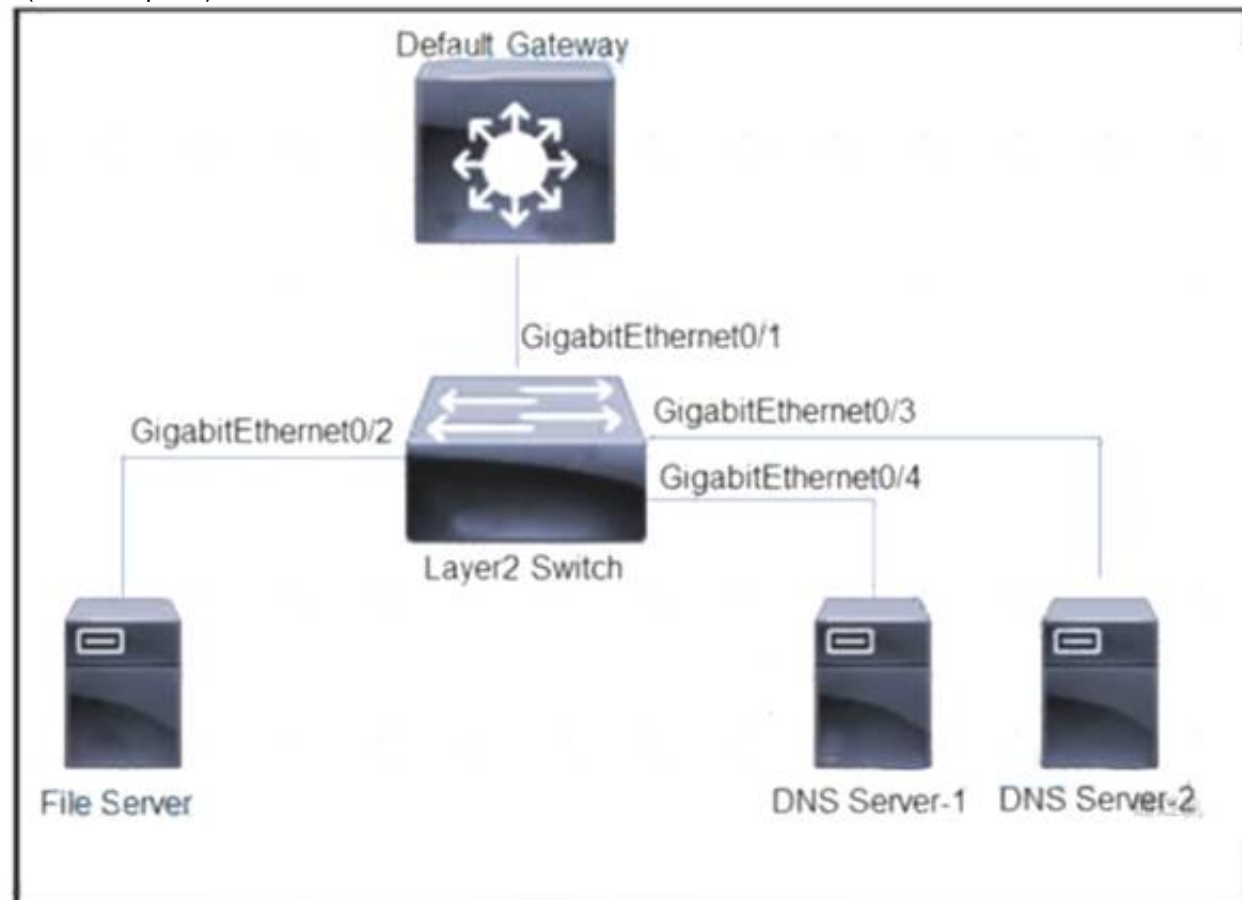 Default Gateway
GigabitEthernet0/1
GigabitEthernet0/2
GigabitEthernet0/3
GigabitEthernet0/4
Layer2 Switch
File Server
DNS Server-1
DNS Server-2